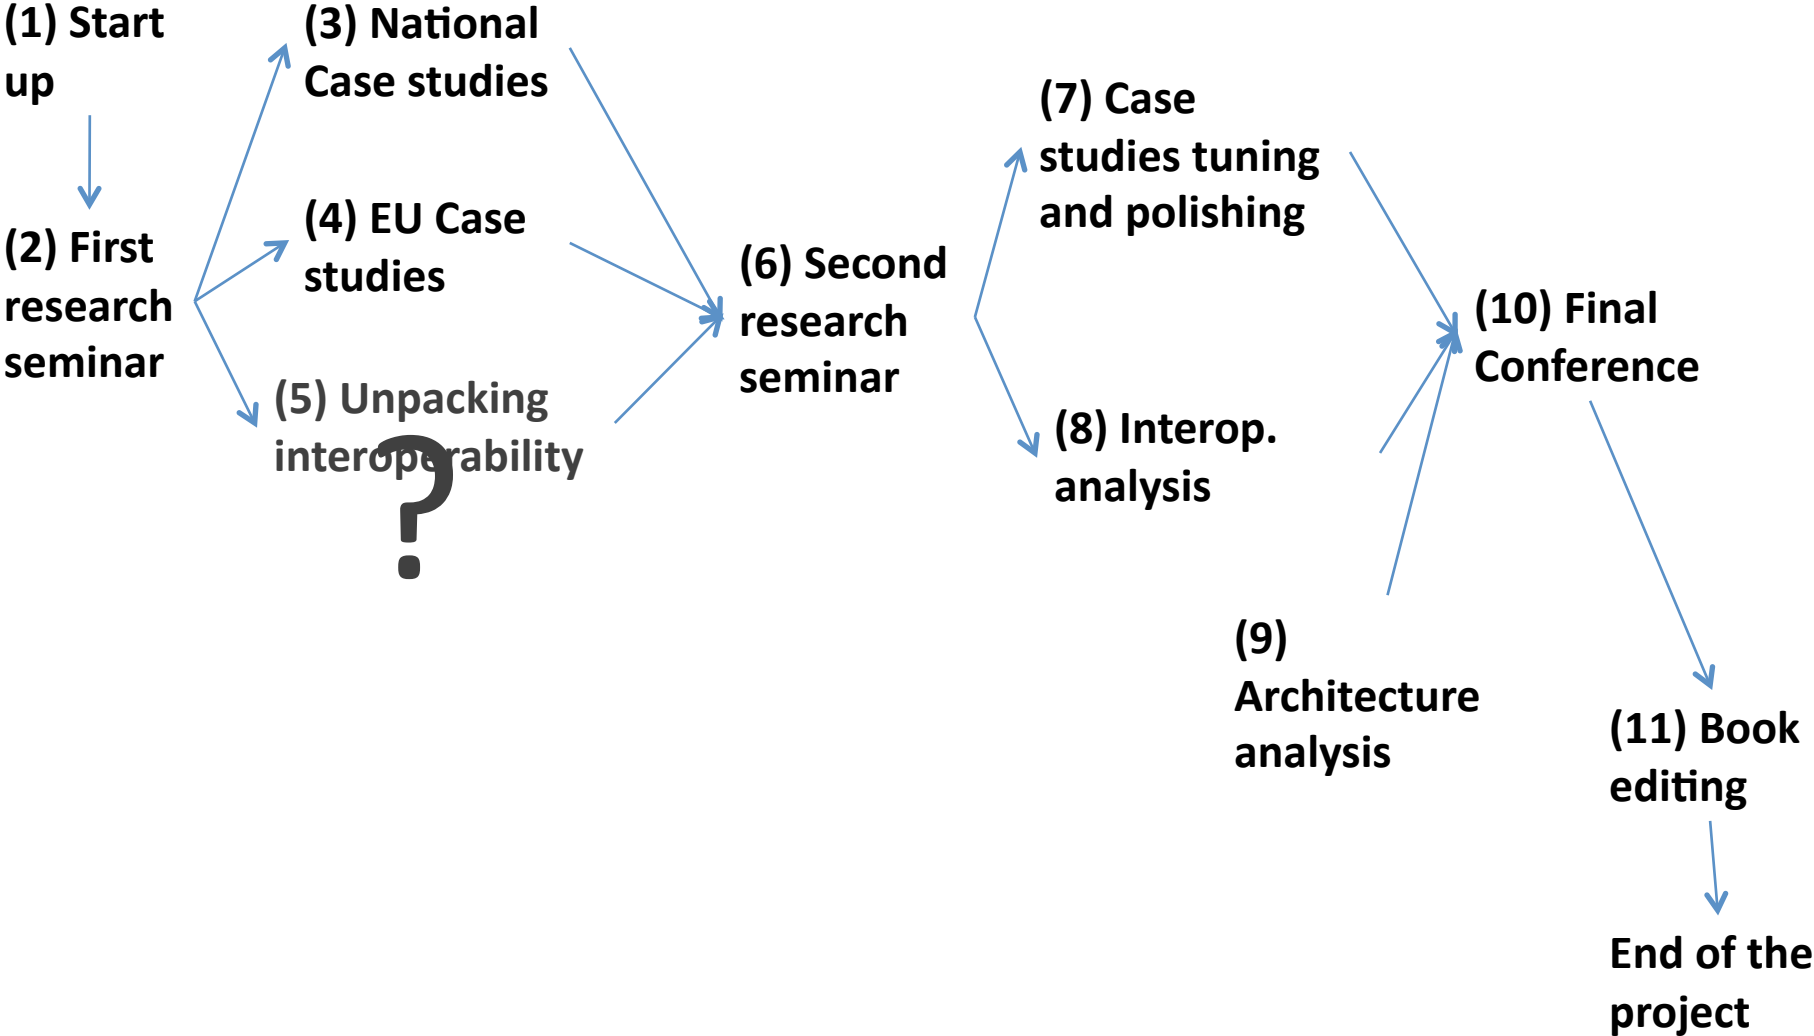 (1) Start
up
(2) First
research
seminar
(3) National
Case studies
(4) EU Case
studies
(5) Unpacking
interoperability
?
(6) Second
research
seminar
(7) Case
studies tuning
and polishing
(8) Interop.
analysis
(9)
Architecture
analysis
(10) Final
Conference
(11) Book
editing
End of the
project